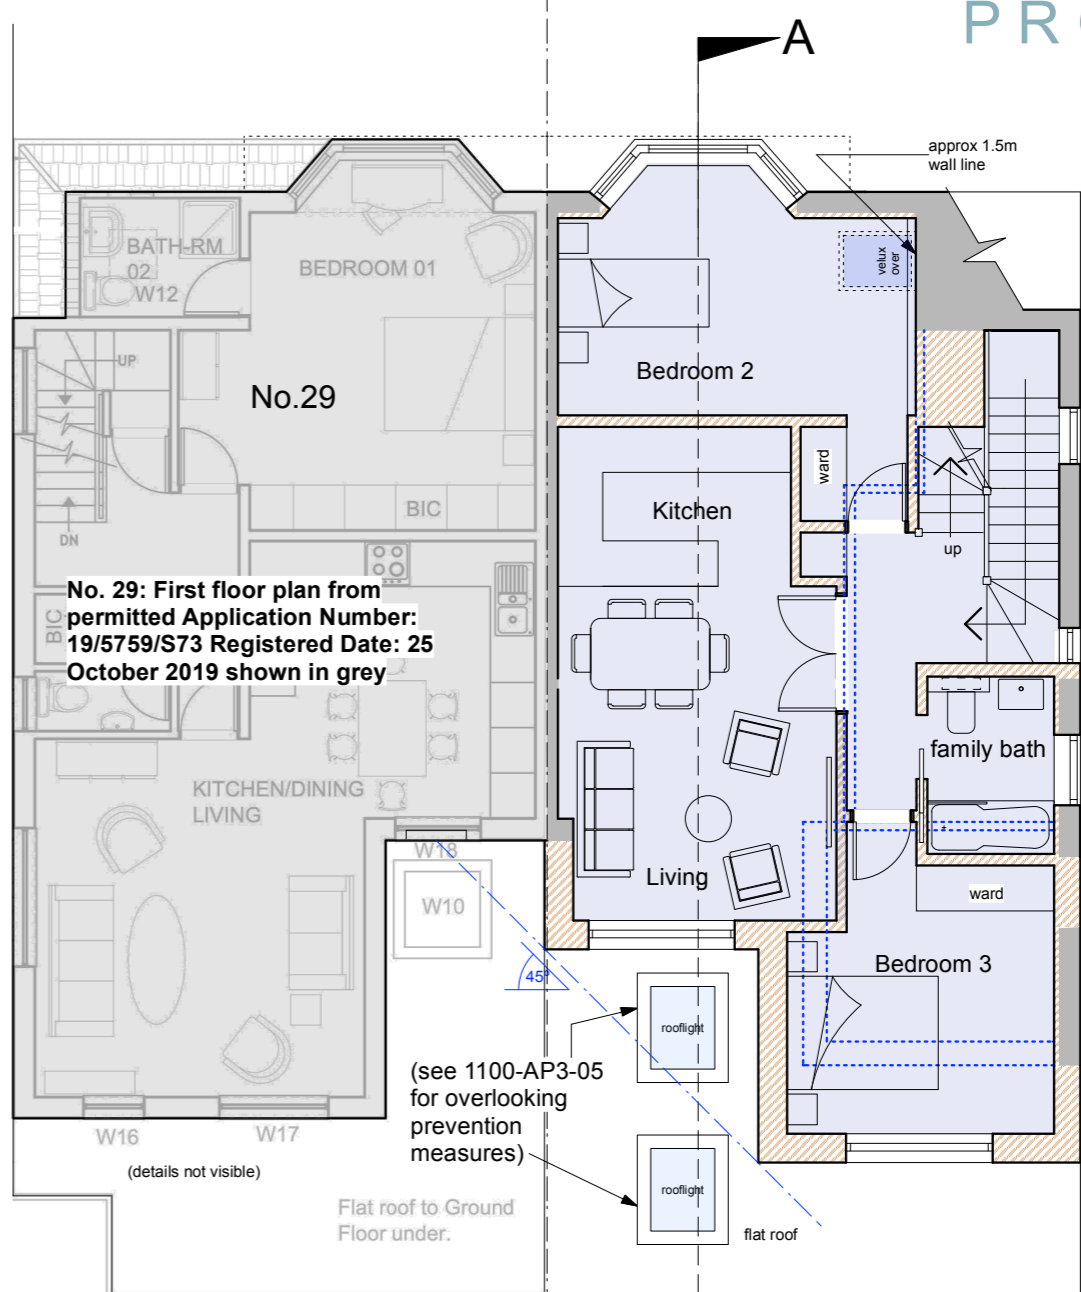 PRO
A
approx 1.5m
wall line
BATH-RM
02
W12
BEDROOM 01
velux
over
UP
Bedroom 2
No.29
ward
Kitchen
BIC
DN
up
No. 29: First floor plan from
permitted Application Number:
19/5759/S73 Registered Date: 25
October 2019 shown in grey
BIC
family bath
KITCHEN/DINING
LIVING
W18
Living
ward
W10
Bedroom 3
45°
rooflight
(see 1100-AP3-05
for overlooking
prevention
measures)
W16
W17
(details not visible)
rooflight
Flat roof to Ground
Floor under.
flat roof